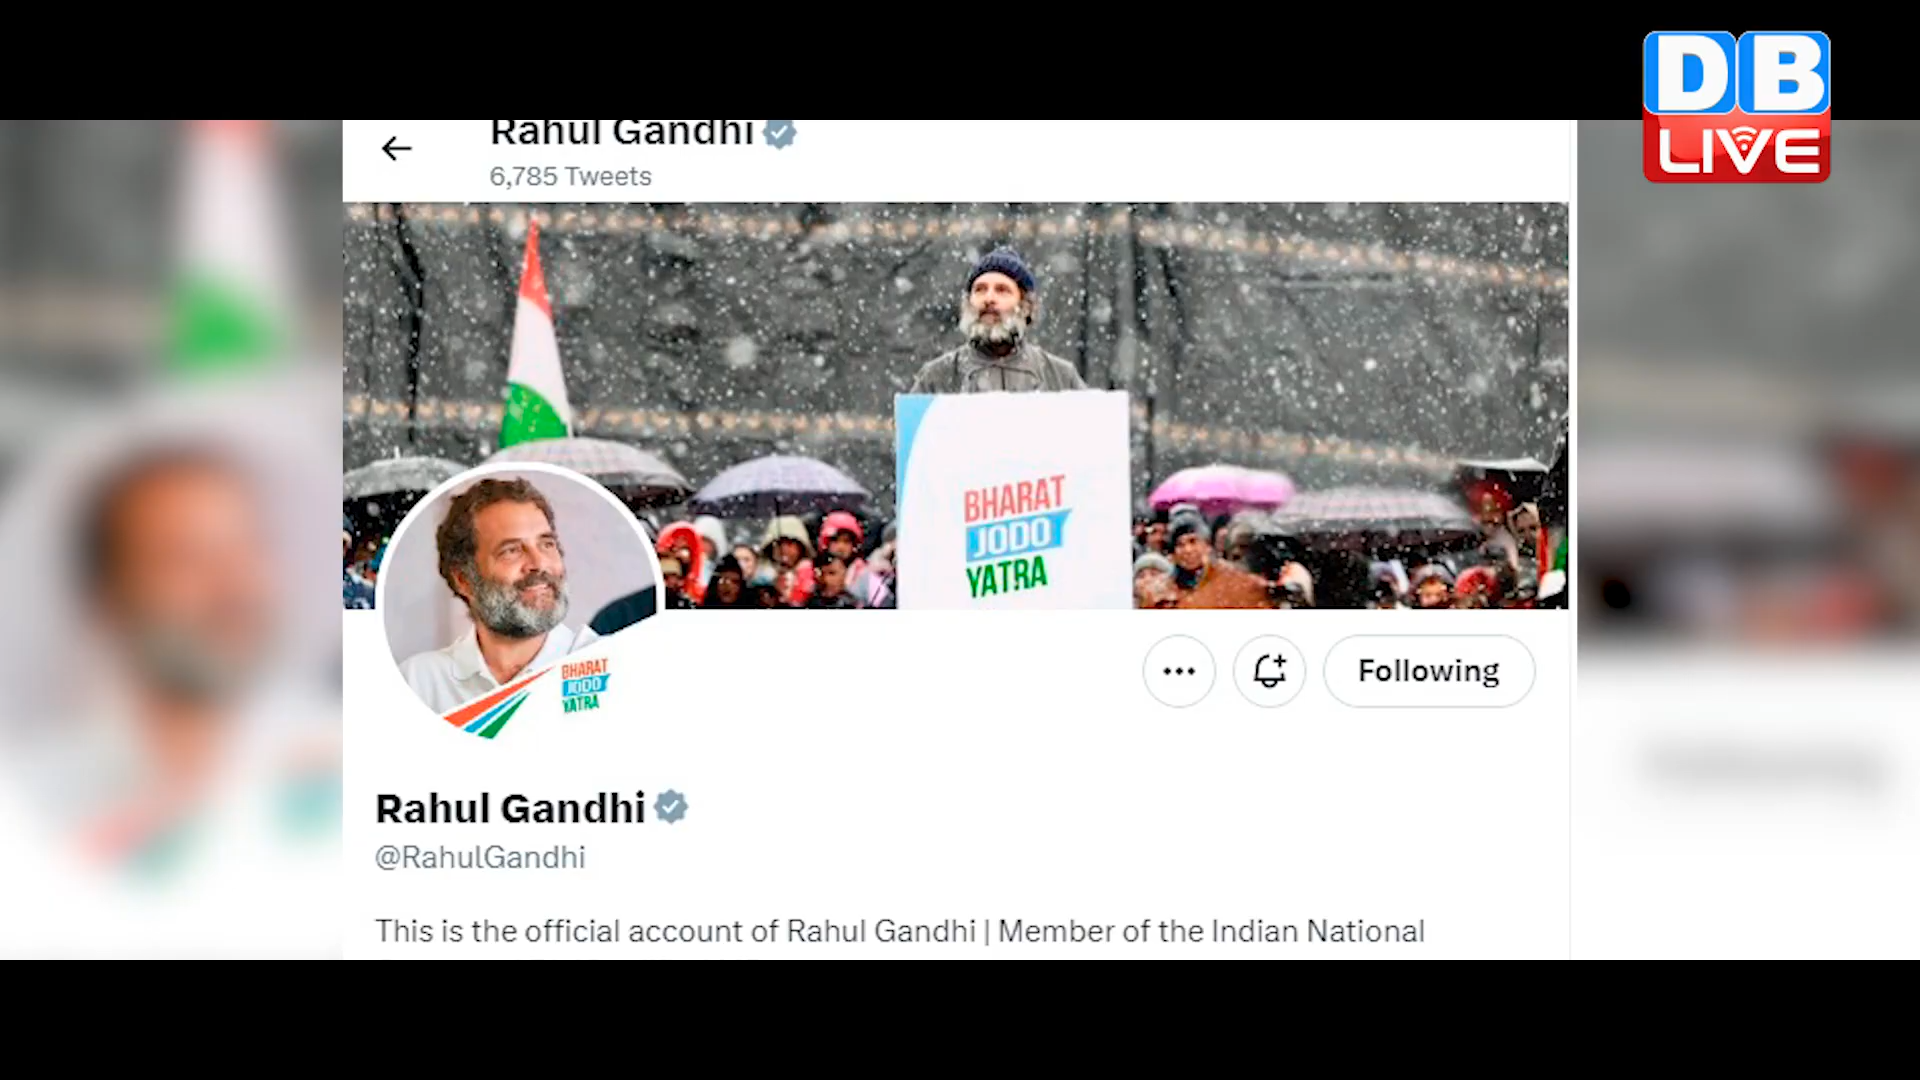 DB
LIVE
Rahul Gandhi
6,785 Tweets
BHARAT
JODO
YATRA
BHARAT
JODO
YATRA
Following
Rahul Gandhi
@RahulGandhi
This is the official account of Rahul Gandhi | Member of the Indian National